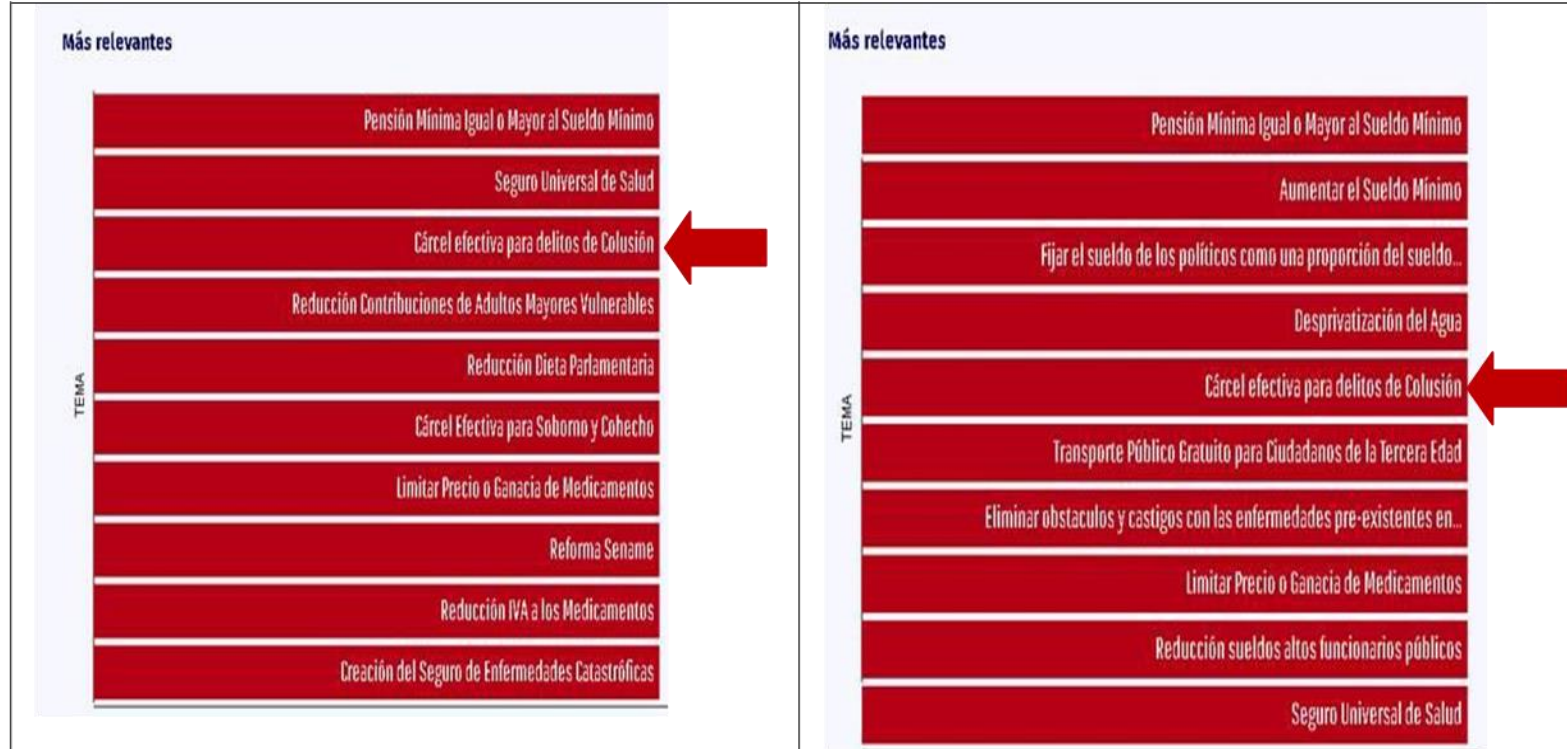 Más relevantes
Pensión Mínima Igual o Mayor al Sueldo Mínimo
Seguro Universal de Salud
Cárcel efectiva para delitos de Colusión
Reducción Contribuciones de Adultos Mayores Vulnerables
Reducción Dieta Parlamentaria
Cárcel Efectiva para Soborno y Cohecho
Limitar Precio o Ganacia de Medicamentos
Reforma Sename
Reducción IVA a los Medicamentos
Creación del Seguro de Enfermedades Catastróficas
TEMA
Más relevantes
Pensión Mínima Igual o Mayor al Sueldo Mínimo
Aumentar el Sueldo Mínimo
Fijar el sueldo de los políticos como una proporción del sueldo...
Desprivatización del Agua
Cárcel efectiva para delitos de Colusión
Transporte Público Gratuito para Ciudadanos de la Tercera Edad
Eliminar obstaculos y castigos con las enfermedades pre-existentes en...
Limitar Precio o Ganacia de Medicamentos
Reducción sueldos altos funcionarios públicos
Seguro Universal de Salud
TEMA